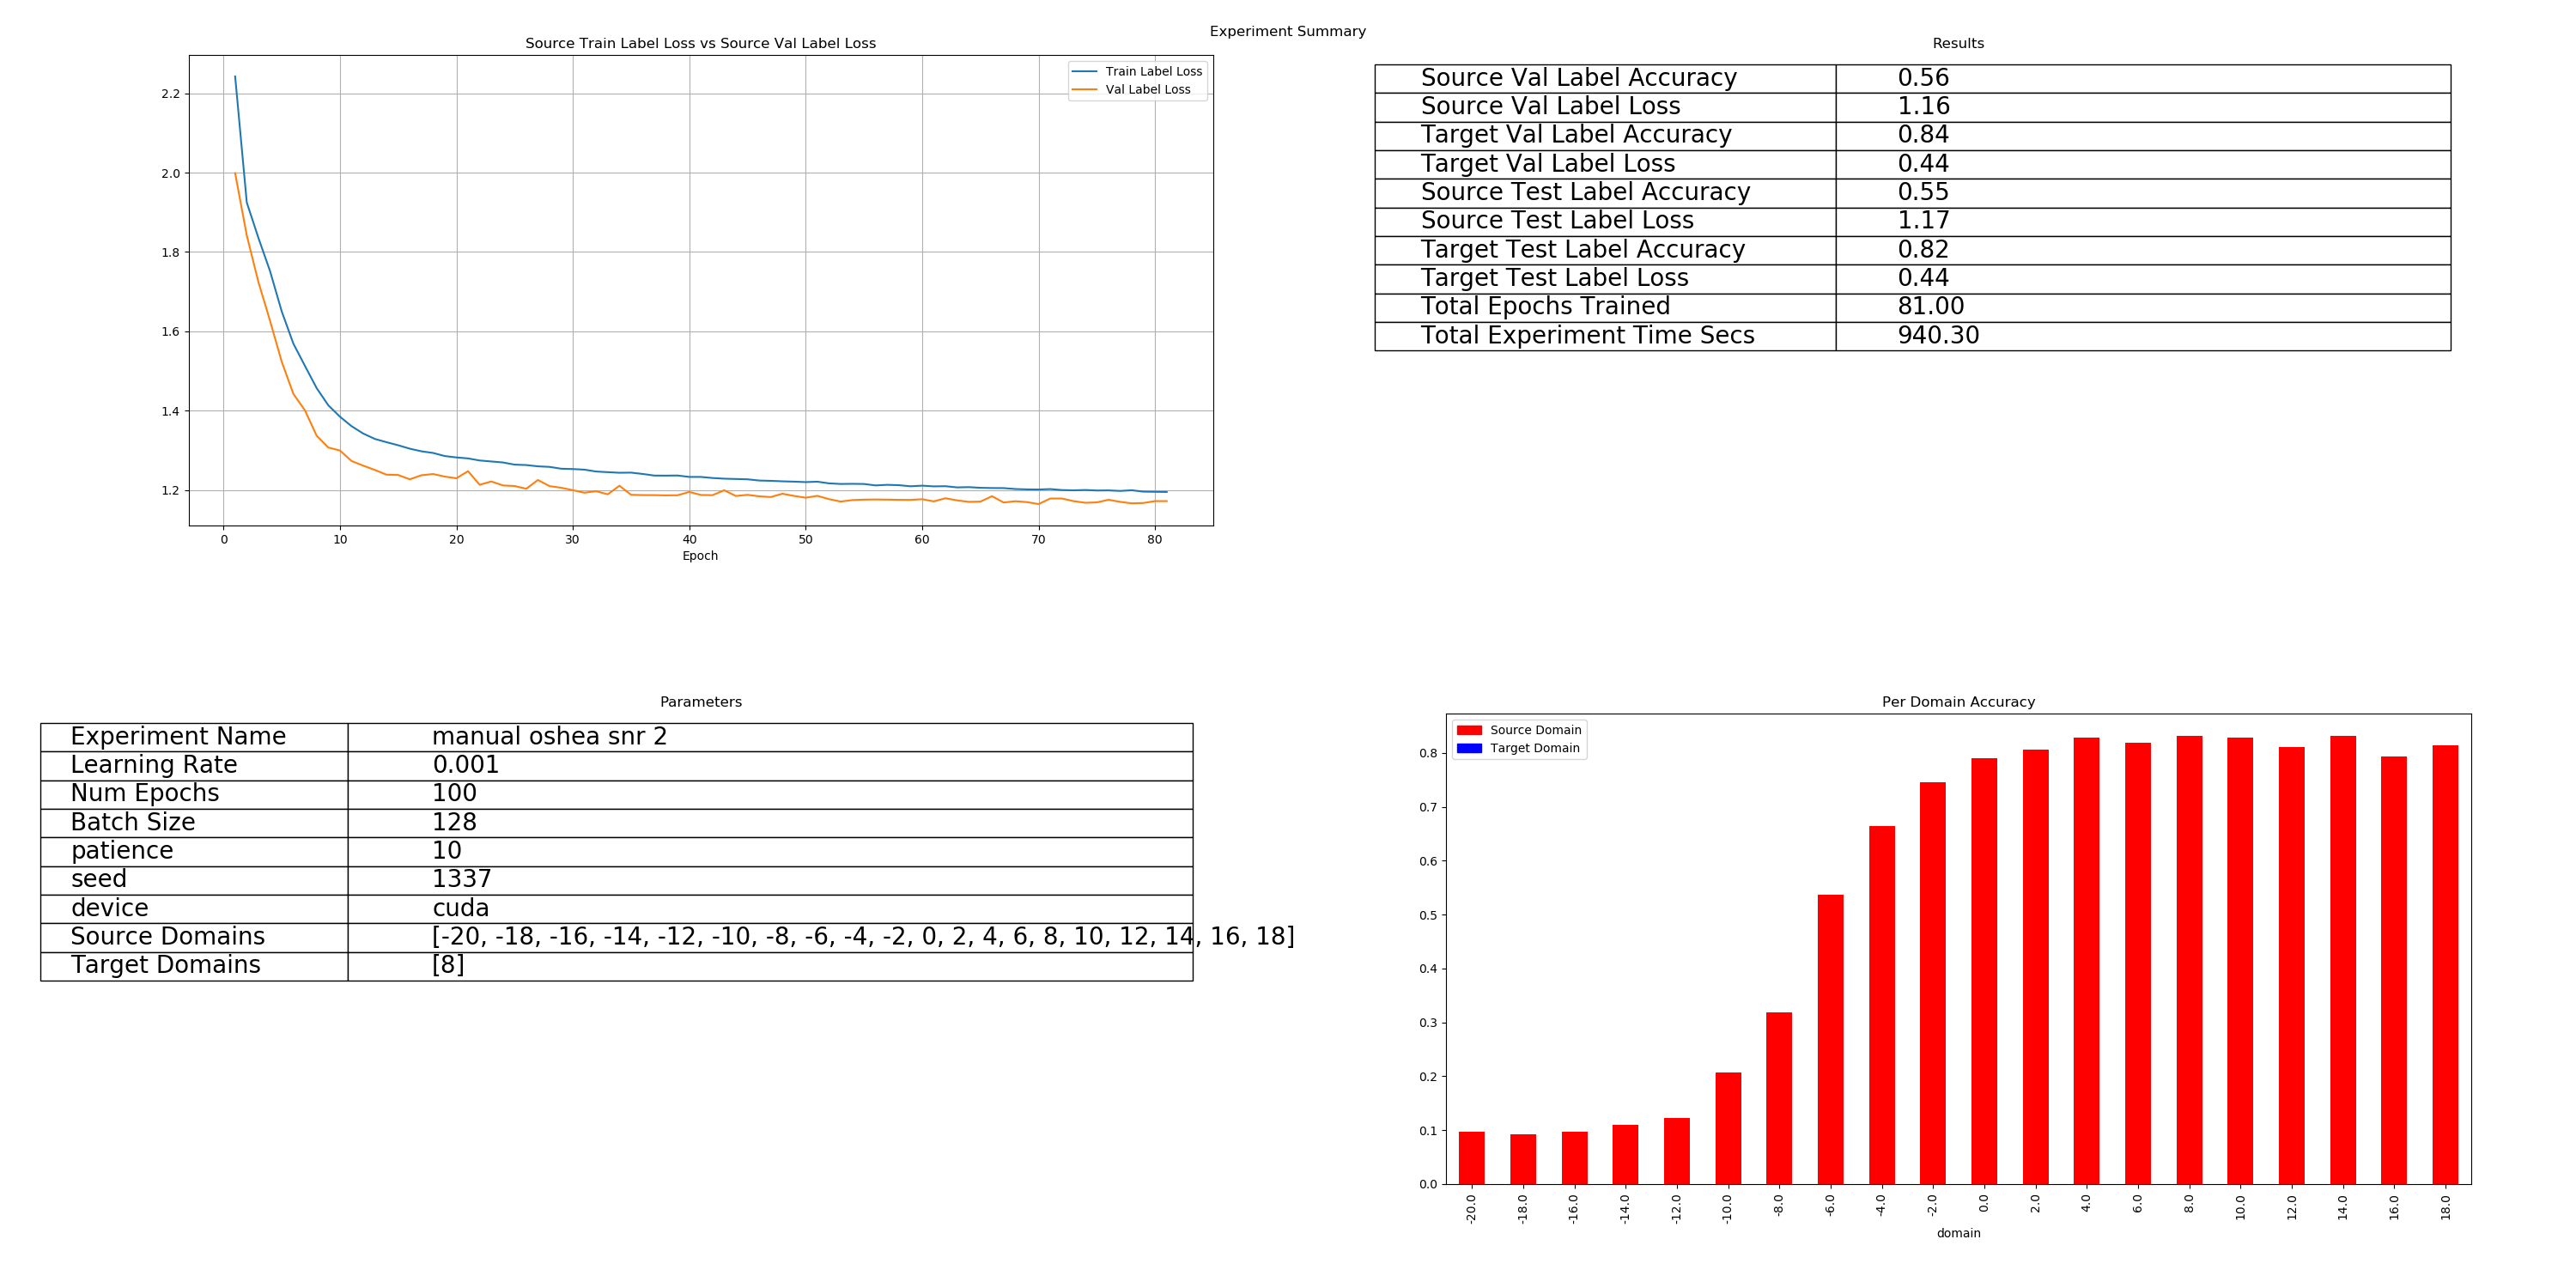 Experiment Summary
Source Train Label Loss vs Source Val Label Loss
Train Label Loss
Val Label Loss
2.2
2.0
1.8
1.6
1.4
1.2
0 10 20 30 40 50 60 70 80
Epoch
Results
Source Val Label Accuracy 0.56
Source Val Label Loss 1.16
Target Val Label Accuracy 0.84
Target Val Label Loss 0.44
Source Test Label Accuracy 0.55
Source Test Label Loss 1.17
Target Test Label Accuracy 0.82
Target Test Label Loss 0.44
Total Epochs Trained 81.00
Total Experiment Time Secs 940.30
Parameters
Experiment Name manual oshea snr 2
Learning Rate 0.001
Num Epochs 100
Batch Size 128
patience 10
seed 1337
device cuda
Source Domains [-20, -18, -16, -14, -12, -10, -8, -6, -4, -2, 0, 2, 4, 6, 8, 10, 12, 14, 16, 18]
Target Domains [8]
Per Domain Accuracy
Source Domain
Target Domain
0.8
0.7
0.6
0.5
0.4
0.3
0.2
0.1
0.0
-20.0 -18.0 -16.0 -14.0 -12.0 -10.0 -8.0 -6.0 -4.0 -2.0 0.0 2.0 4.0 6.0 8.0 10.0 12.0 14.0 16.0 18.0
domain